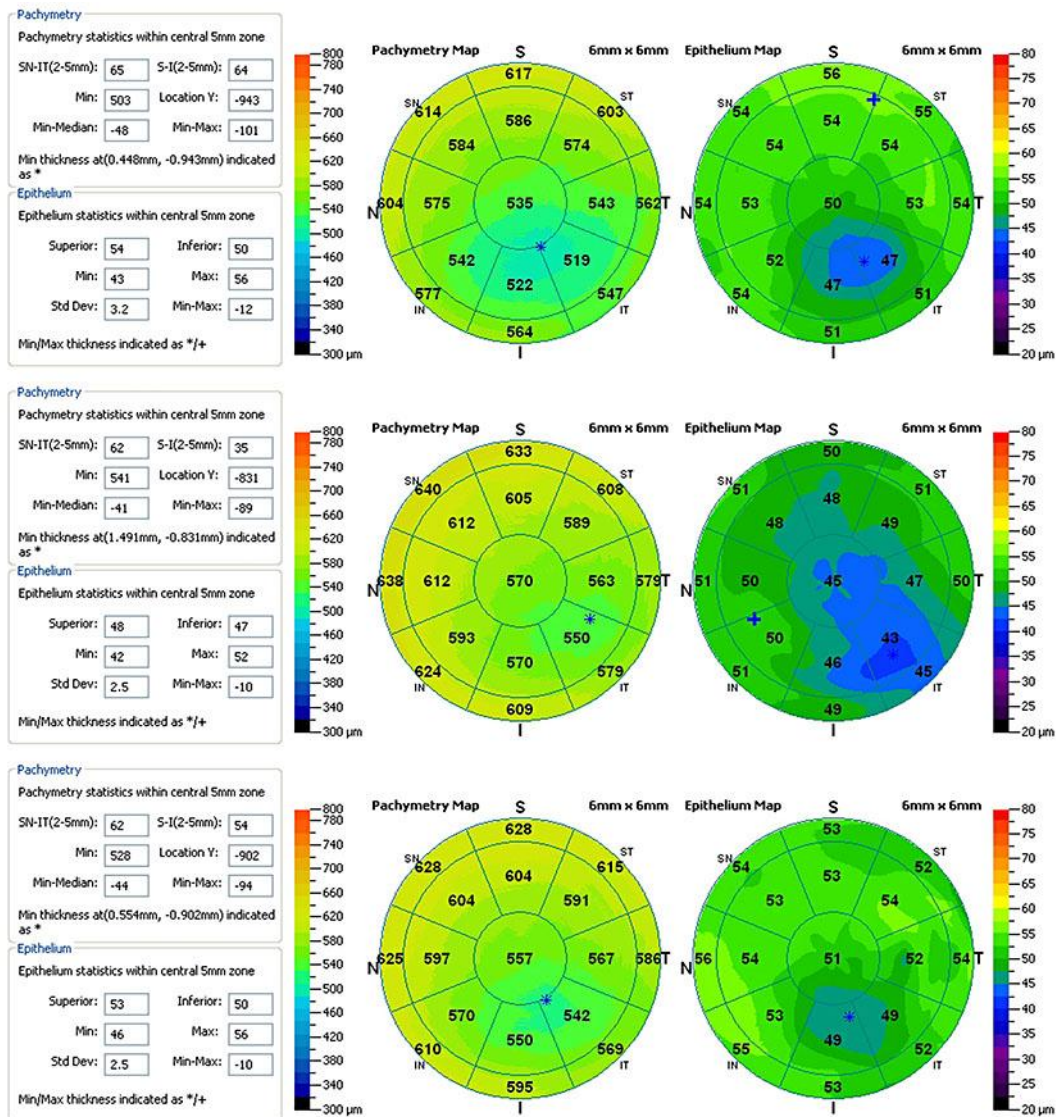 Pachymetry
Pachymetry statistics within central 5mm zone
SN-IT(2-5mm): 65 S-I(2-5mm): 64
Min: 503 Location Y: -943
Min-Median: -48 Min-Max: -101
Min thickness at(0.448mm, -0.943mm) indicated
as *
Epithelium
Epithelium statistics within central 5mm zone
Superior: 54 Inferior: 50
Min: 43 Max: 56
Std Dev: 3.2 Min-Max: -12
Min/Max thickness indicated as */+
800
780
740
700
660
620
580
540
500
460
420
380
340
300 µm
Pachymetry Map S 6mm x 6mm
617
SN 614 603 ST
586
584 574
N 604 575 535 543 562 T
542 519
522
IN 577 547 IT
564
I
Epithelium Map S 6mm x 6mm
56
SN 54 + 55 ST
54
54 54
N 54 53 50 53 54 T
52 * 47
47
IN 54 51 IT
51
I
80
75
70
65
60
55
50
45
40
35
30
25
20 µm
Pachymetry
Pachymetry statistics within central 5mm zone
SN-IT(2-5mm): 62 S-I(2-5mm): 35
Min: 541 Location Y: -831
Min-Median: -41 Min-Max: -89
Min thickness at(1.491mm, -0.831mm) indicated
as *
Epithelium
Epithelium statistics within central 5mm zone
Superior: 48 Inferior: 47
Min: 42 Max: 52
Std Dev: 2.5 Min-Max: -10
Min/Max thickness indicated as */+
800
780
740
700
660
620
580
540
500
460
420
380
340
300 µm
Pachymetry Map S 6mm x 6mm
633
SN 640 608 ST
605
612 589
N 638 612 570 563 579 T
593 550
570
IN 624 579 IT
609
I
Epithelium Map S 6mm x 6mm
50
SN 51 51 ST
48
48 49
N 51 50 45 47 50 T
+
50 43
46 *
IN 51 45 IT
49
I
80
75
70
65
60
55
50
45
40
35
30
25
20 µm
Pachymetry
Pachymetry statistics within central 5mm zone
SN-IT(2-5mm): 62 S-I(2-5mm): 54
Min: 528 Location Y: -902
Min-Median: -44 Min-Max: -94
Min thickness at(0.554mm, -0.902mm) indicated
as *
Epithelium
Epithelium statistics within central 5mm zone
Superior: 53 Inferior: 50
Min: 46 Max: 56
Std Dev: 2.5 Min-Max: -10
Min/Max thickness indicated as */+
800
780
740
700
660
620
580
540
500
460
420
380
340
300 µm
Pachymetry Map S 6mm x 6mm
628
SN 628 615 ST
604
604 591
N 625 597 557 567 586 T
570 542
550
IN 610 569 IT
595
I
Epithelium Map S 6mm x 6mm
53
SN 54 52 ST
53
53 54
N 56 54 51 52 54 T
53 * 49
49
IN 55 52 IT
53
I
80
75
70
65
60
55
50
45
40
35
30
25
20 µm